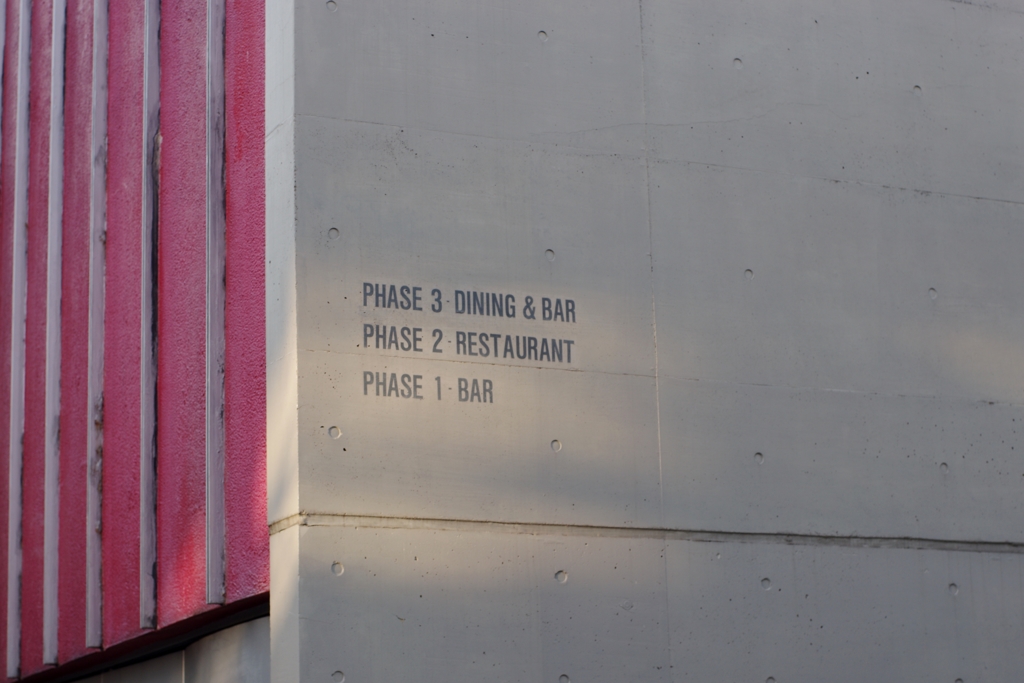 PHASE 3·DINING & BAR
PHASE 2·RESTAURANT
PHASE 1·BAR